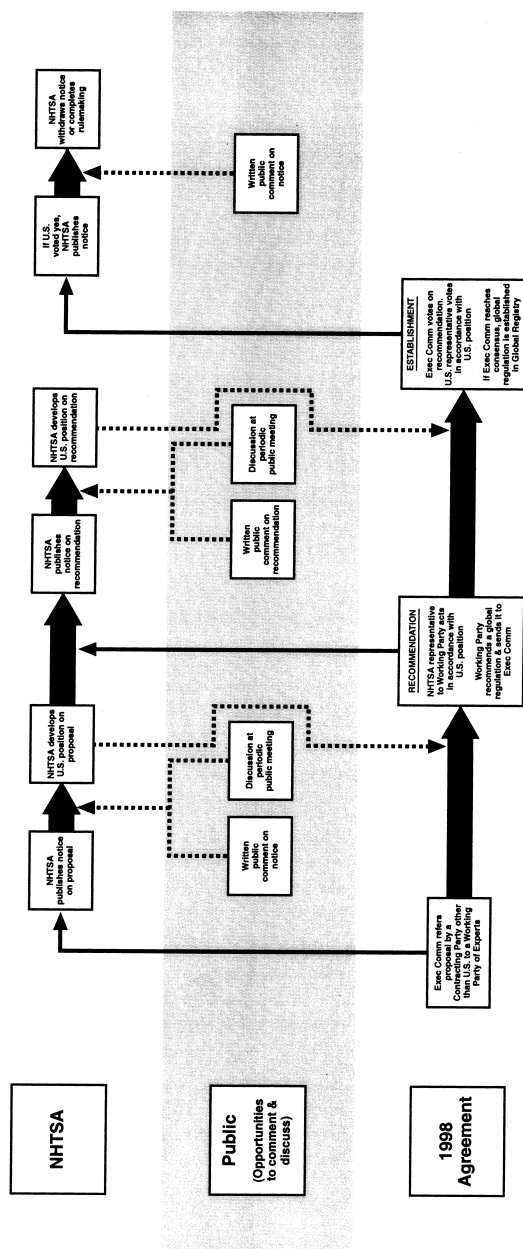 NHTSA
NHTSA
publishes notice
on proposal
NHTSA develops
U.S. position on
proposal
NHTSA
publishes
notice on
recommendation
NHTSA develops
U.S. position on
recommendation
If U.S.
voted yes,
NHTSA
publishes
notice
NHTSA
withdraws notice
or completes
rulemaking
Public
(Opportunities
to comment &
discuss)
Written
public
comment on
notice
Discussion at
periodic
public meeting
Written
public
comment on
recommendation
Discussion at
periodic
public meeting
Written
public
comment on
notice
1998
Agreement
Exec Comm refers
proposal by a
Contracting Party other
than U.S. to a Working
Party of Experts
RECOMMENDATION
NHTSA representative
to Working Party acts
in accordance with
U.S. position
Working Party
recommends a global
regulation & sends it to
Exec Comm
ESTABLISHMENT
Exec Comm votes on
recommendation.
U.S. representative votes
in accordance with
U.S. position
If Exec Comm reaches
consensus, global
regulation is established
in Global Registry